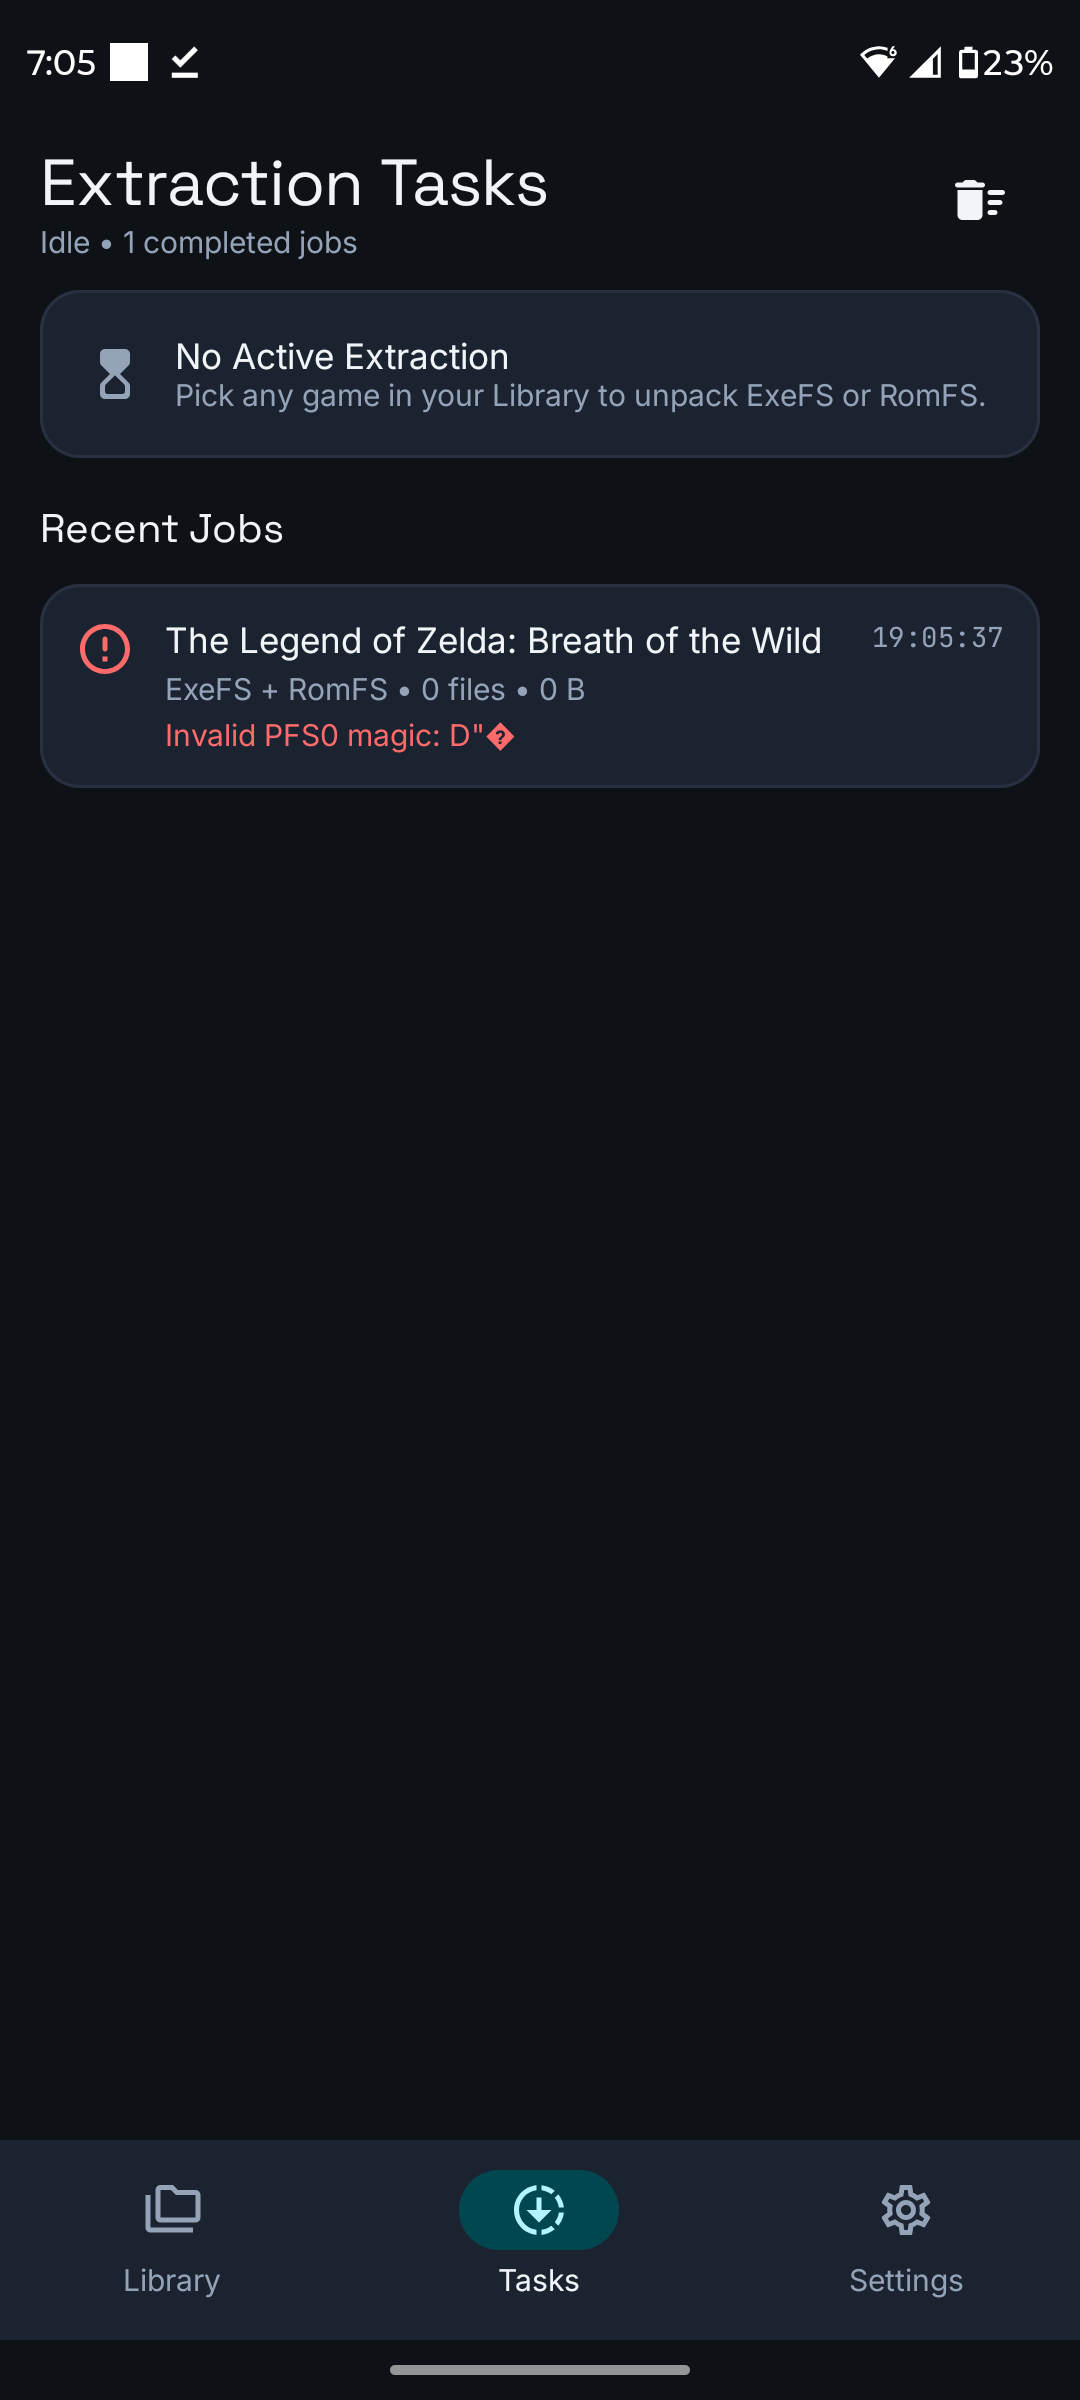 7:05
23%
Extraction Tasks
Idle • 1 completed jobs
No Active Extraction
Pick any game in your Library to unpack ExeFS or RomFS.
Recent Jobs
The Legend of Zelda: Breath of the Wild 19:05:37
ExeFS + RomFS • 0 files • 0 B
Invalid PFS0 magic: D"�
Library
Tasks
Settings